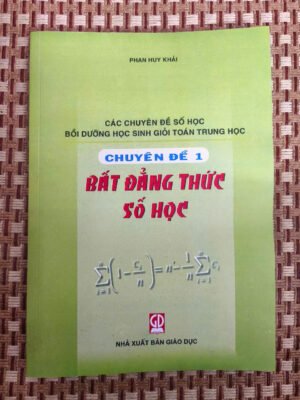 PHAN HUY KHẢI
CÁC CHUYÊN ĐỀ SỐ HỌC
BỒI DƯỠNG HỌC SINH GIỎI TOÁN TRUNG HỌC
CHUYÊN ĐỀ 1
BẤT ĐẲNG THỨC
SỐ HỌC
GD
NHÀ XUẤT BẢN GIÁO DỤC